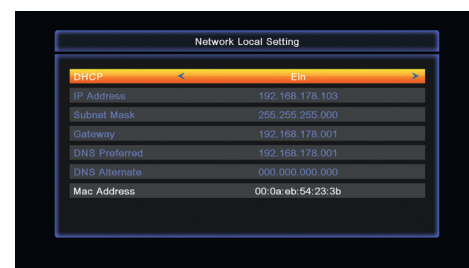 Network Local Setting
DHCP < Ein >
IP Address 192.168.178.103
Subnet Mask 255.255.255.000
Gateway 192.168.178.001
DNS Preferred 192.168.178.001
DNS Alternate 000.000.000.000
Mac Address 00:0a:eb:54:23:3b